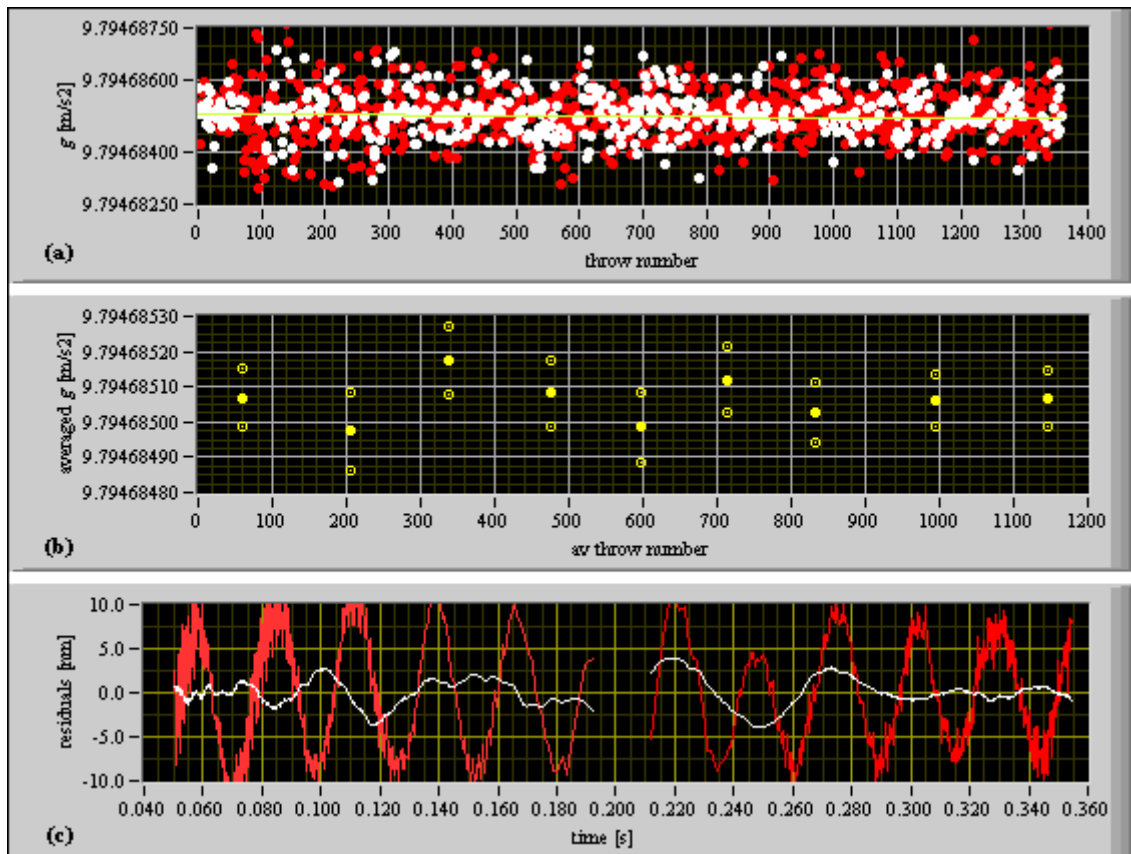 9.79468750
9.79468600
9.79468400
9.79468250
g [m/s2]
0 100 200 300 400 500 600 700 800 900 1000 1100 1200 1300 1400
(a)
throw number
9.79468530
9.79468520
9.79468510
9.79468500
9.79468490
9.79468480
averaged g [m/s2]
0 100 200 300 400 500 600 700 800 900 1000 1100 1200
(b)
av throw number
10.0
5.0
0.0
-5.0
-10.0
residuals [nm]
0.040 0.060 0.080 0.100 0.120 0.140 0.160 0.180 0.200 0.220 0.240 0.260 0.280 0.300 0.320 0.340 0.360
(c)
time [s]